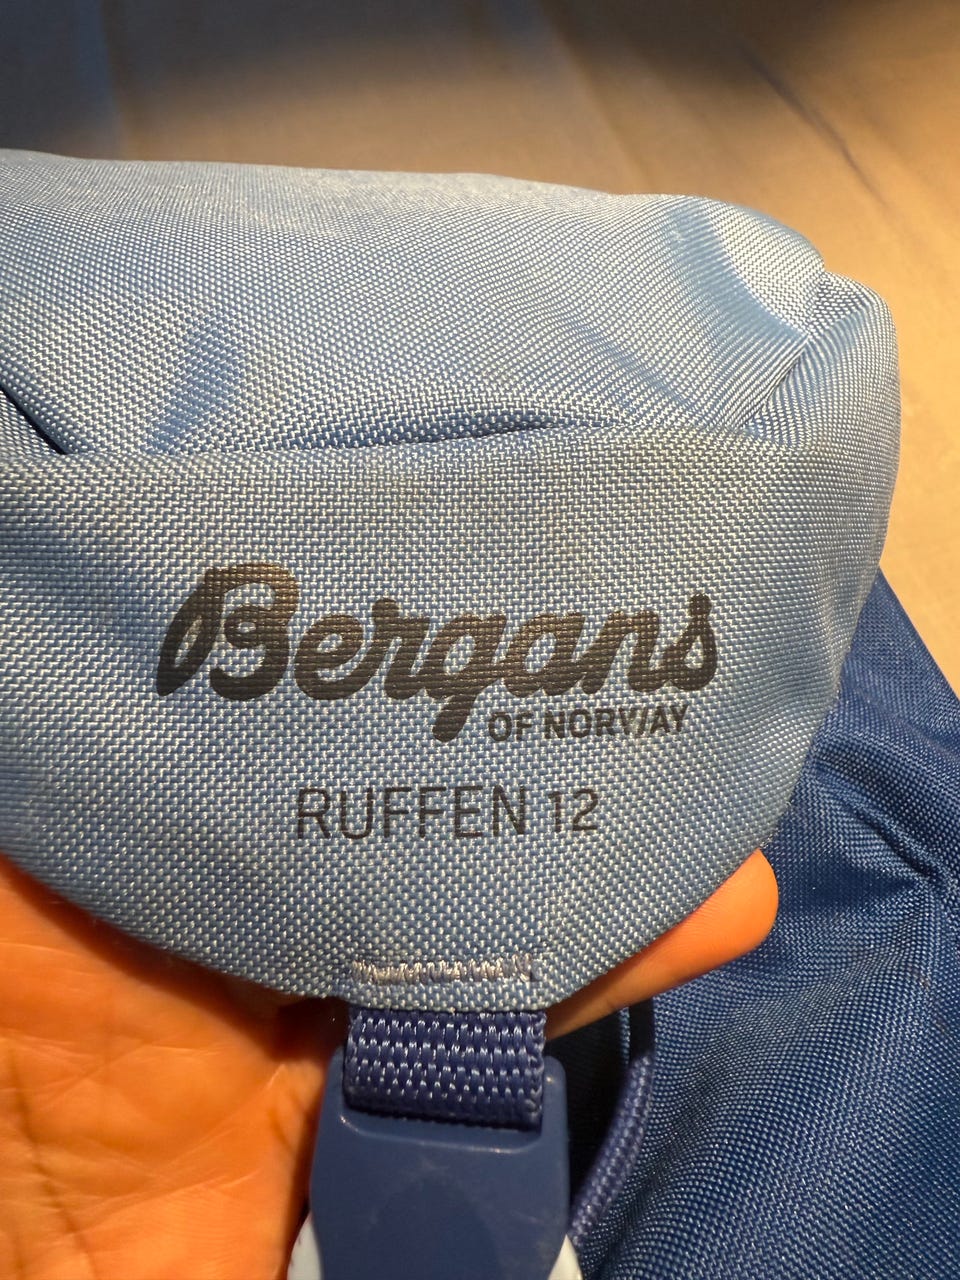 Bergans
OF NORWAY
RUFFEN 12